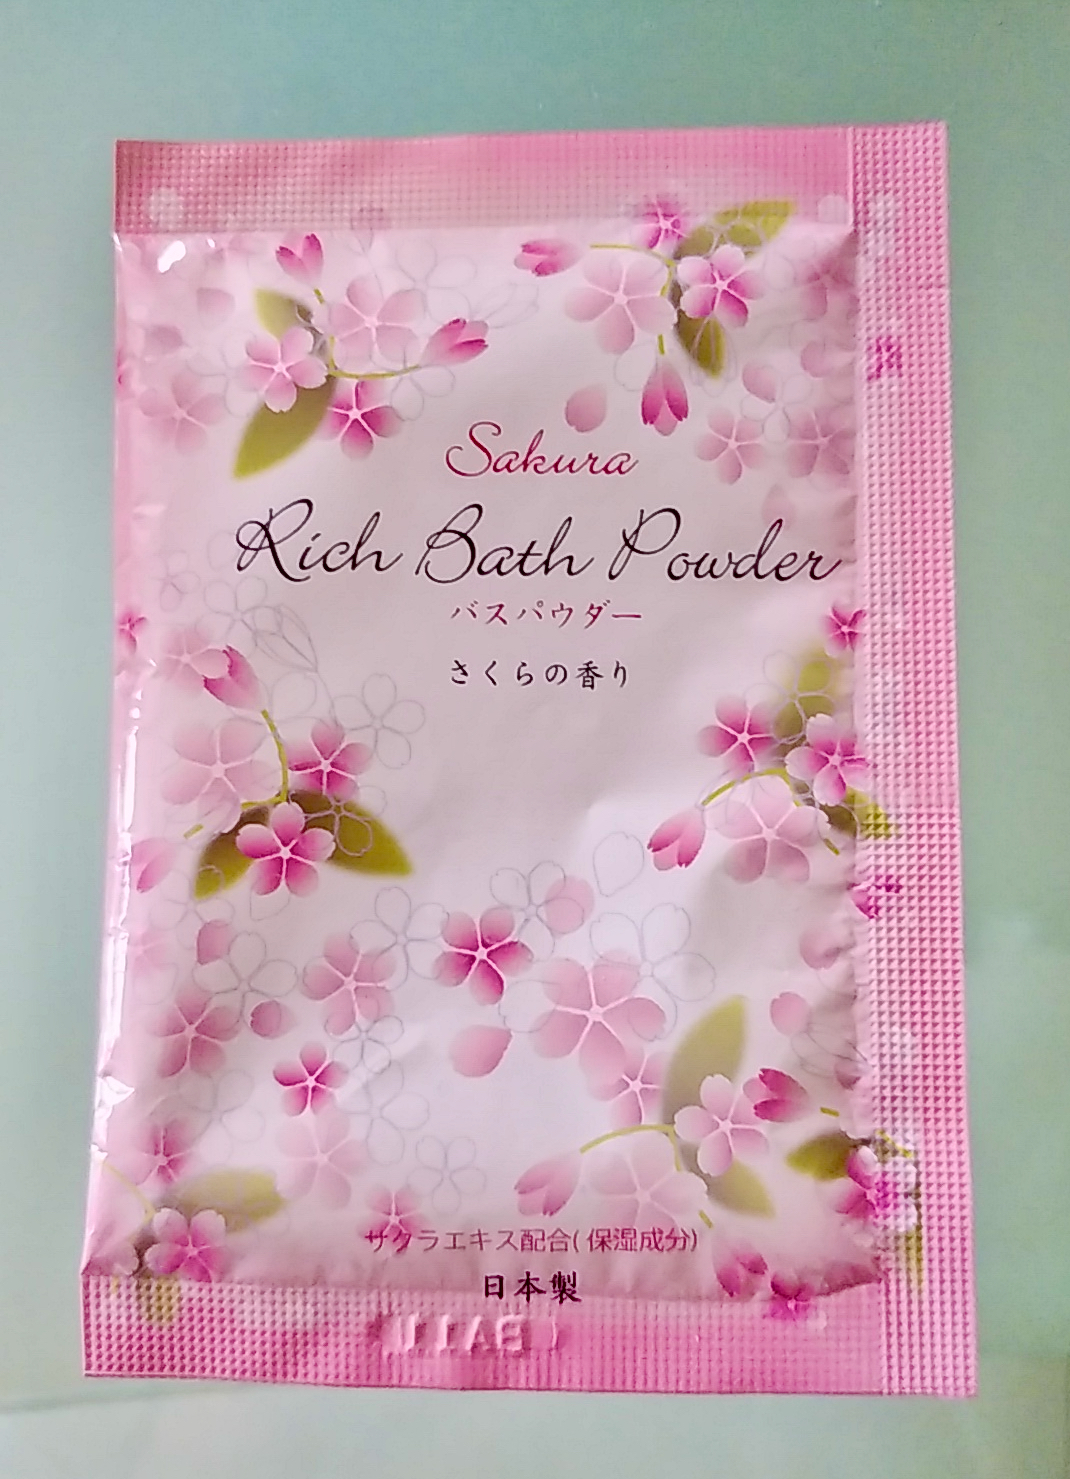 Sakura
Rich Bath Powder
バスパウダー
さくらの香り
サクラエキス配合(保湿成分)
日本製